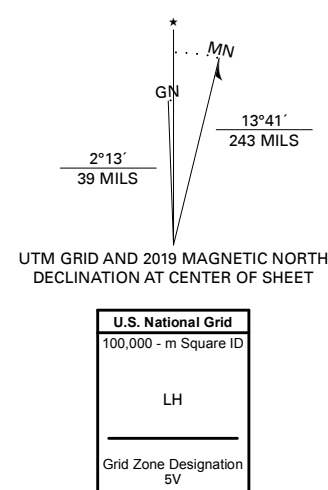 ★
MN
GN
13°41´
243 MILS
2°13´
39 MILS
UTM GRID AND 2019 MAGNETIC NORTH
DECLINATION AT CENTER OF SHEET
U.S. National Grid
100,000 - m Square ID
LH
Grid Zone Designation
5V